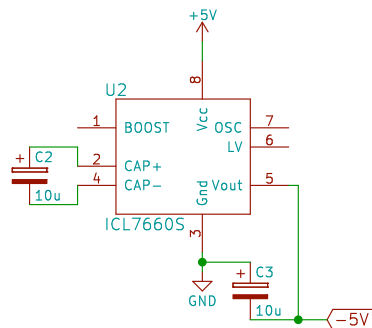 +5V
U2
8
Vcc
1 BOOST OSC 7
LV 6
+ C2
2 CAP+
4 CAP- Vout 5
10u
Gnd
ICL7660S
3
+ C3
GND
10u
-5V